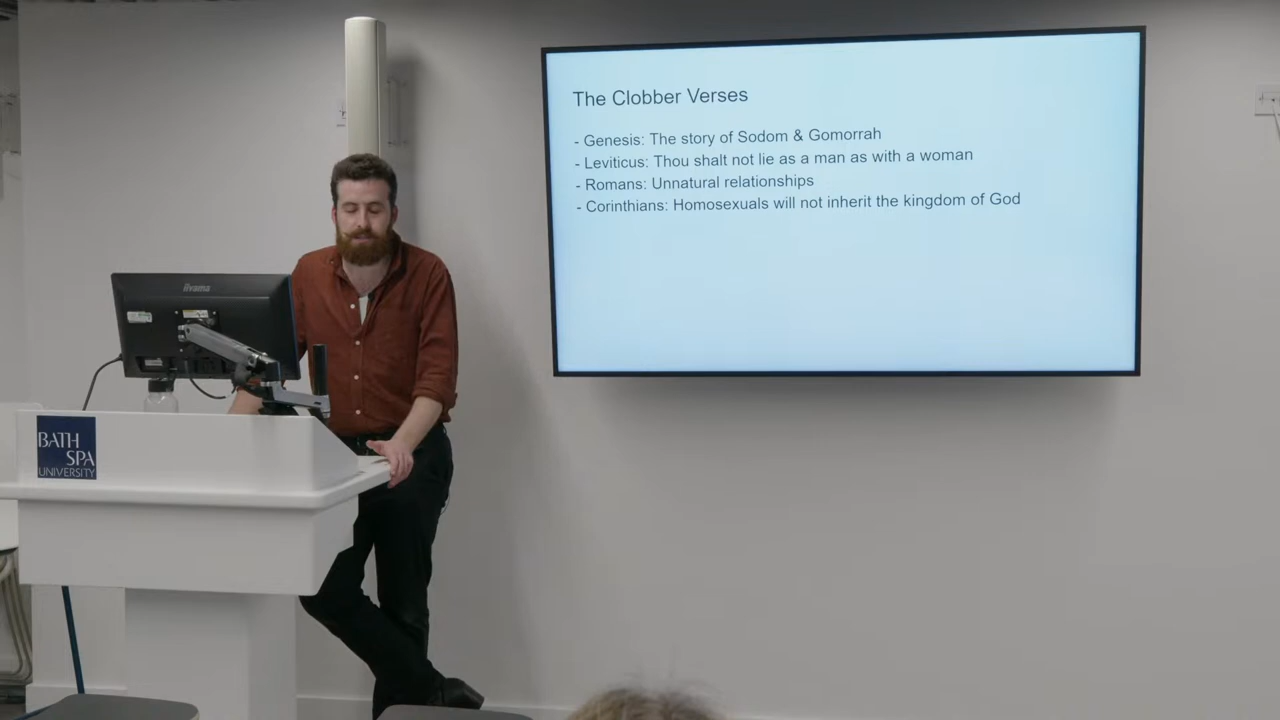 The Clobber Verses
- Genesis: The story of Sodom & Gomorrah
- Leviticus: Thou shalt not lie as a man as with a woman
- Romans: Unnatural relationships
- Corinthians: Homosexuals will not inherit the kingdom of God
iiyama
BATH
SPA
UNIVERSITY